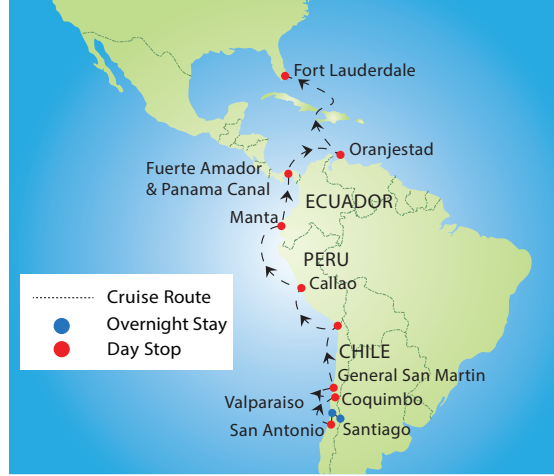 Fort Lauderdale
Oranjestad
Fuerte Amador
& Panama Canal
ECUADOR
Manta
PERU
Callao
Cruise Route
Overnight Stay
Day Stop
CHILE
General San Martin
Valparaiso
Coquimbo
San Antonio
Santiago